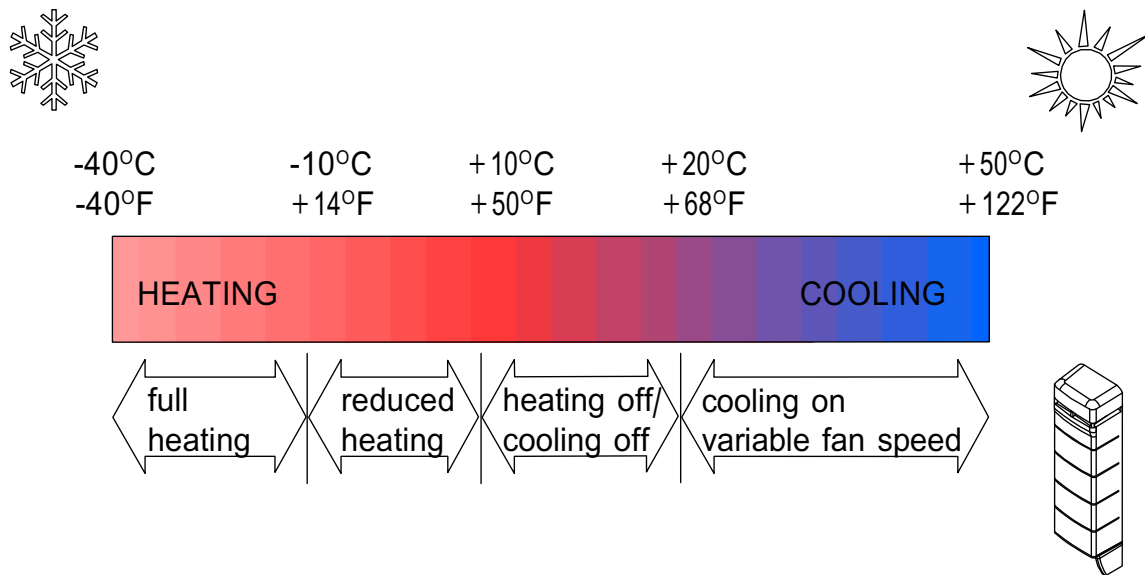 -40°C -10°C +10°C +20°C +50°C
-40°F +14°F +50°F +68°F +122°F
HEATING COOLING
full reduced heating off/ cooling on
heating heating cooling off variable fan speed